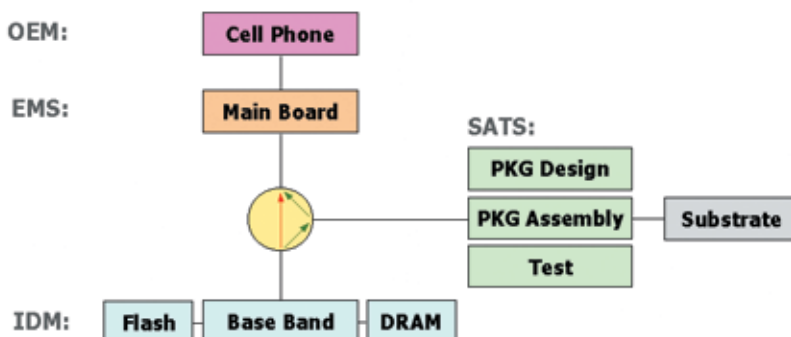 OEM:
Cell Phone
EMS:
Main Board
SATS:
PKG Design
PKG Assembly
Substrate
Test
IDM:
Flash
Base Band
DRAM